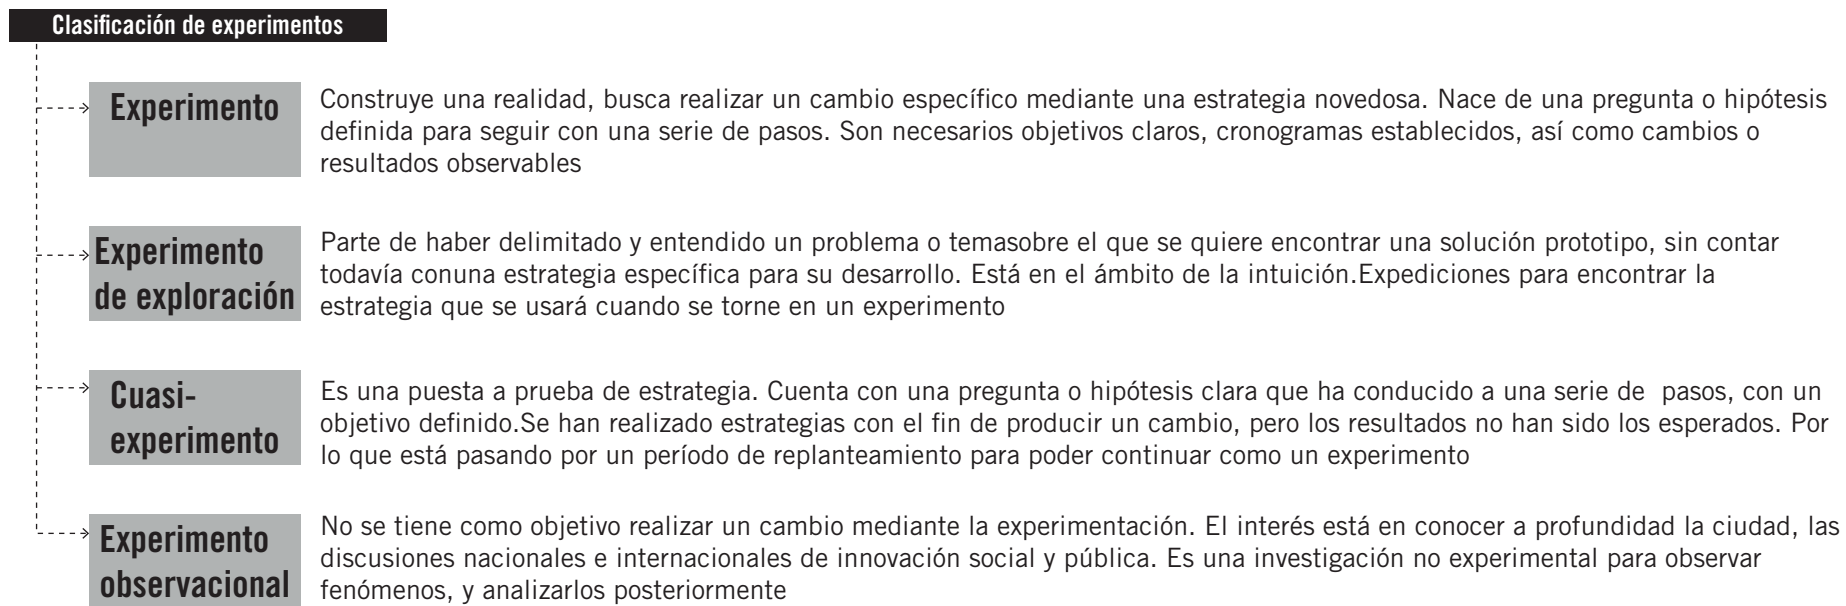 Clasificación de experimentos
Experimento
Construye una realidad, busca realizar un cambio específico mediante una estrategia novedosa. Nace de una pregunta o hipótesis
definida para seguir con una serie de pasos. Son necesarios objetivos claros, cronogramas establecidos, así como cambios o
resultados observables
Experimento
de exploración
Parte de haber delimitado y entendido un problema o temasobre el que se quiere encontrar una solución prototipo, sin contar
todavía conuna estrategia específica para su desarrollo. Está en el ámbito de la intuición.Expediciones para encontrar la
estrategia que se usará cuando se torne en un experimento
Cuasi-
experimento
Es una puesta a prueba de estrategia. Cuenta con una pregunta o hipótesis clara que ha conducido a una serie de  pasos, con un
objetivo definido.Se han realizado estrategias con el fin de producir un cambio, pero los resultados no han sido los esperados. Por
lo que está pasando por un período de replanteamiento para poder continuar como un experimento
Experimento
observacional
No se tiene como objetivo realizar un cambio mediante la experimentación. El interés está en conocer a profundidad la ciudad, las
discusiones nacionales e internacionales de innovación social y pública. Es una investigación no experimental para observar
fenómenos, y analizarlos posteriormente